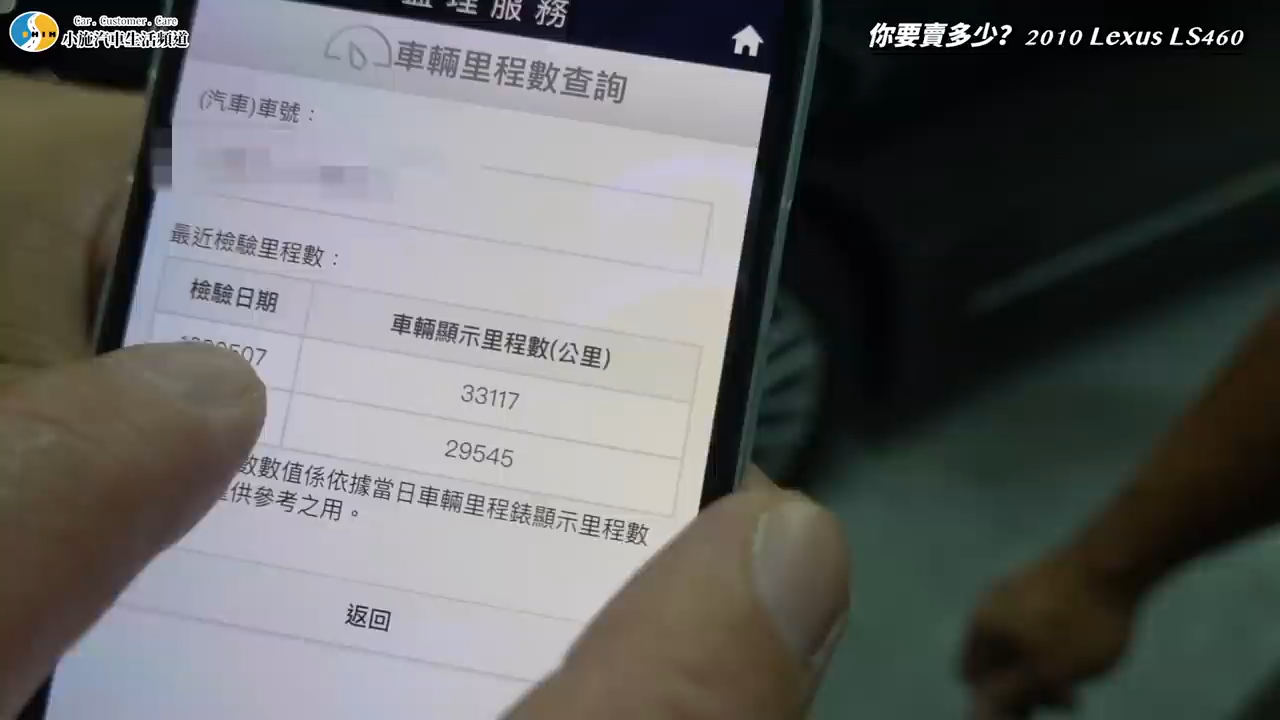 Car. Customer. Care
SHIN
小施汽車生活頻道
你要賣多少? 2010 Lexus LS460
監理服務
車輛里程數查詢
(汽車)車號：
最近檢驗里程數：
檢驗日期
車輛顯示里程數(公里)
507
33117
29545
數數值係依據當日車輛里程錶顯示里程數
僅供參考之用。
返回